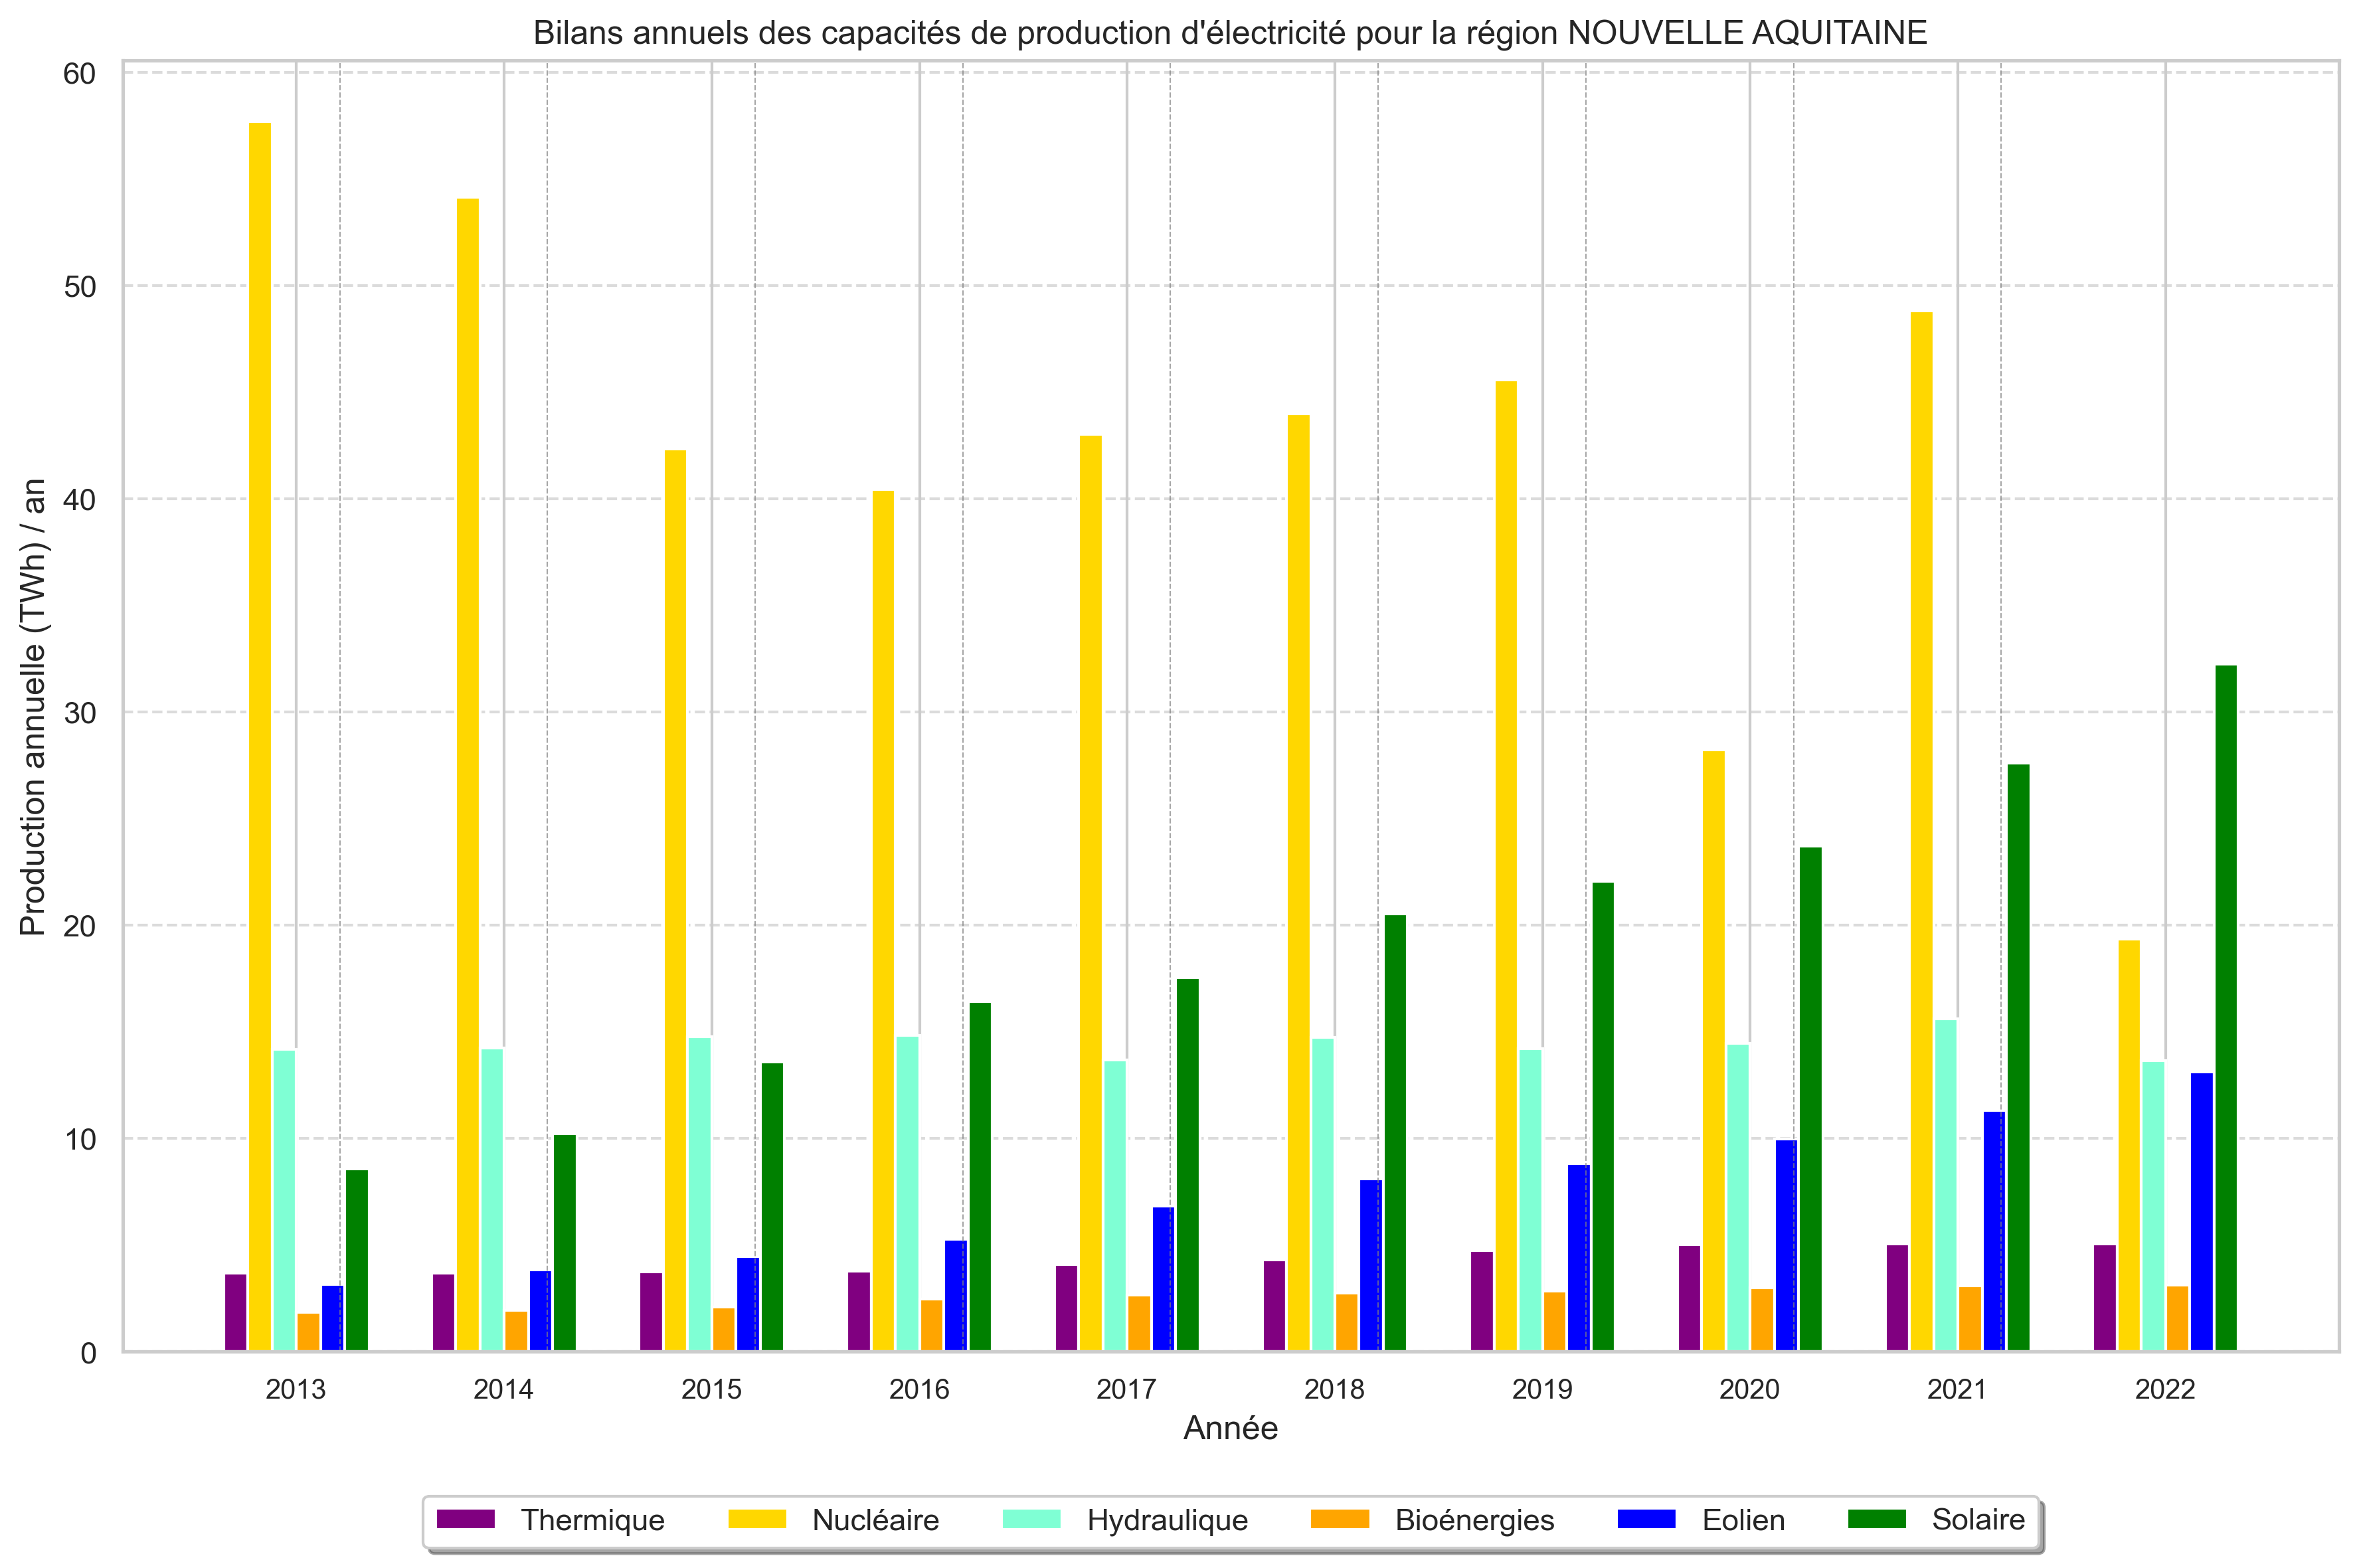 Bilans annuels des capacités de production d'électricité pour la région NOUVELLE AQUITAINE
Production annuelle (TWh) / an
60
50
40
30
20
10
0
2013 2014 2015 2016 2017 2018 2019 2020 2021 2022
Année
Thermique Nucléaire Hydraulique Bioénergies Eolien Solaire